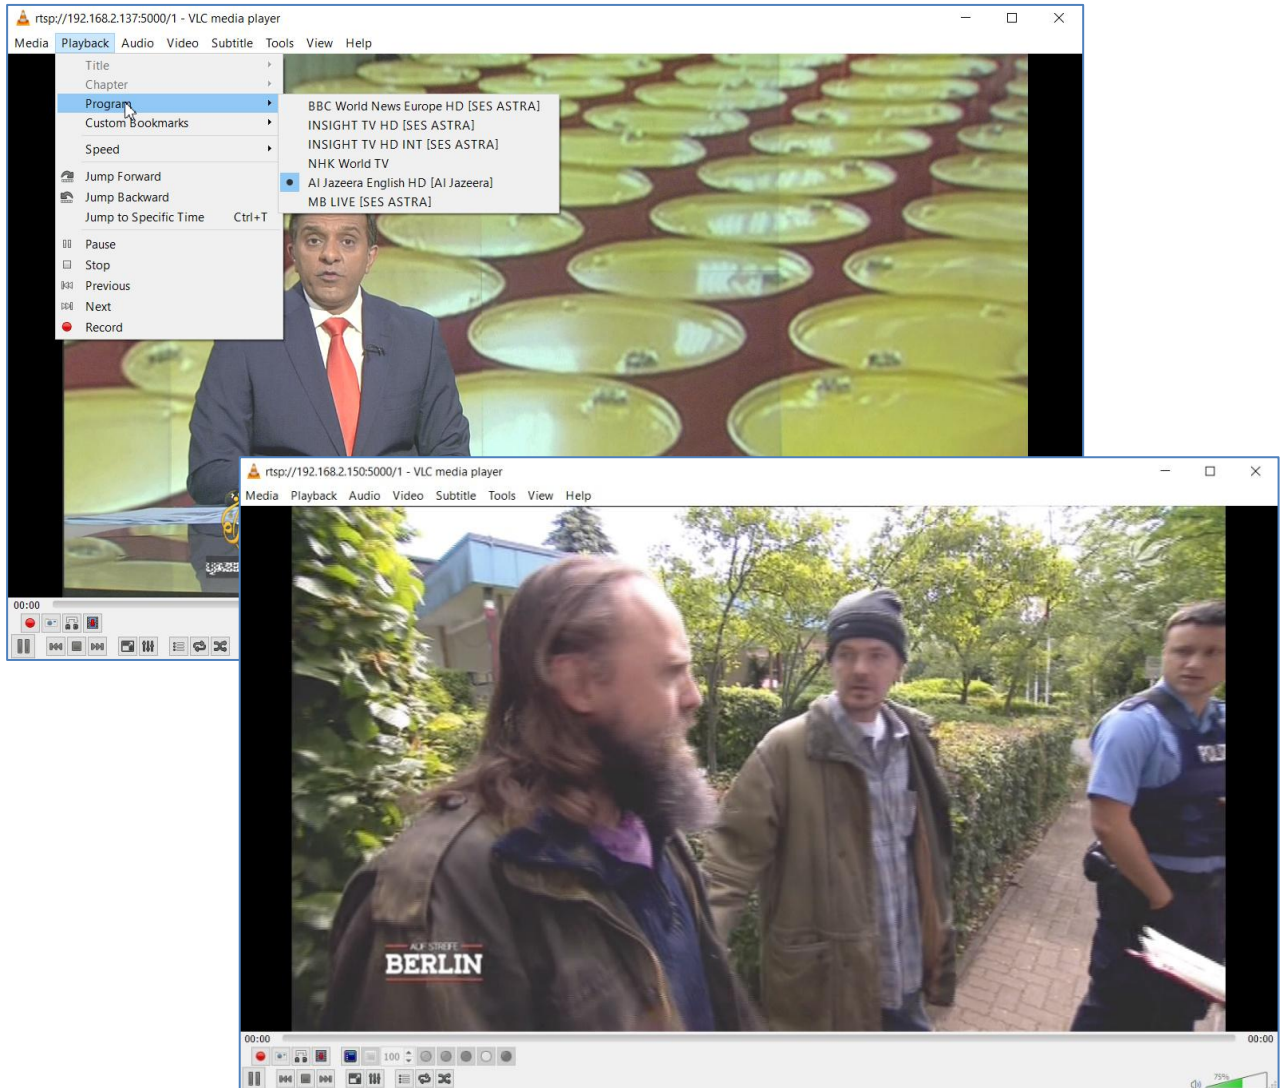 rtsp://192.168.2.137:5000/1 - VLC media player
Media Playback Audio Video Subtitle Tools View Help
Title
Chapter
Program
Custom Bookmarks
Speed
Jump Forward
Jump Backward
Jump to Specific Time Ctrl+T
Pause
Stop
Previous
Next
Record
BBC World News Europe HD [SES ASTRA]
INSIGHT TV HD [SES ASTRA]
INSIGHT TV HD INT [SES ASTRA]
NHK World TV
Al Jazeera English HD [Al Jazeera]
MB LIVE [SES ASTRA]
00:00
rtsp://192.168.2.150:5000/1 - VLC media player
Media Playback Audio Video Subtitle Tools View Help
AUF STREIFE
BERLIN
00:00 00:00
100
75%